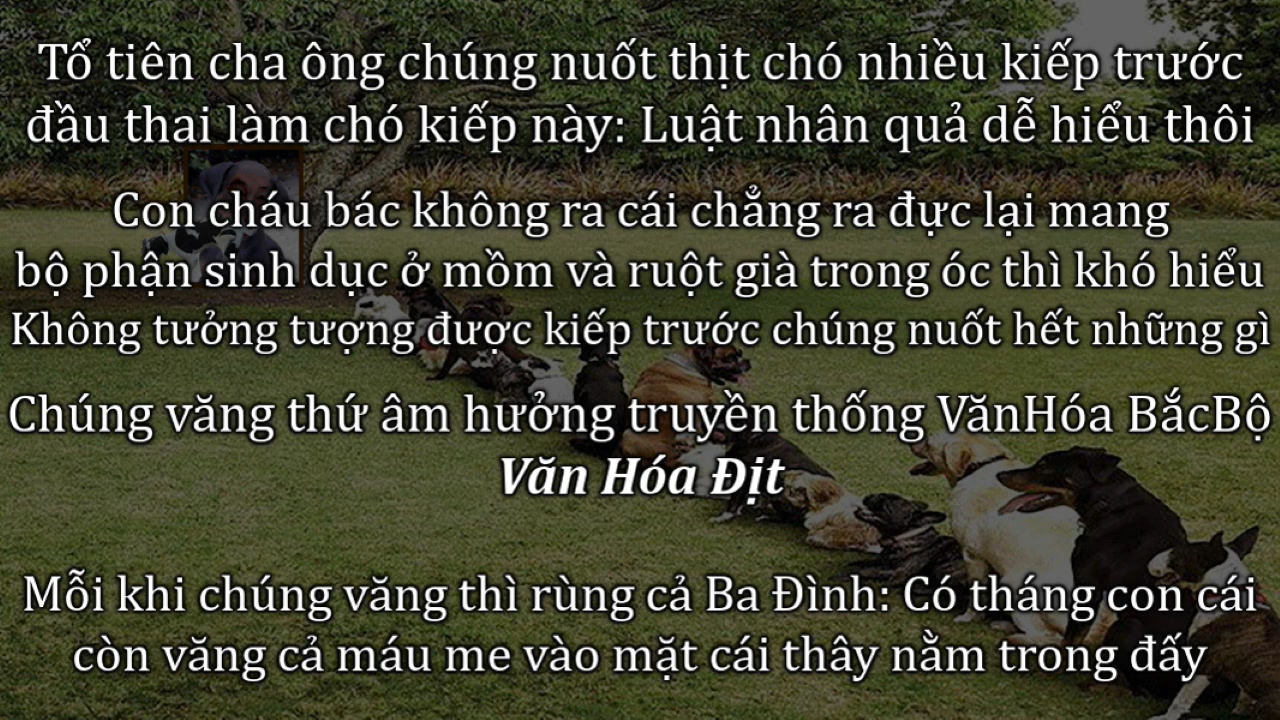 Tổ tiên cha ông chúng nuốt thịt chó nhiều kiếp trước
đầu thai làm chó kiếp này: Luật nhân quả dễ hiểu thôi
Con cháu bác không ra cái chẳng ra đực lại mang
bộ phận sinh dục ở mồm và ruột già trong óc thì khó hiểu
Không tưởng tượng được kiếp trước chúng nuốt hết những gì
Chúng văng thứ âm hưởng truyền thống VănHóa BắcBộ
Văn Hóa Địt
Mỗi khi chúng văng thì rùng cả Ba Đình: Có tháng con cái
còn văng cả máu me vào mặt cái thây nằm trong đấy